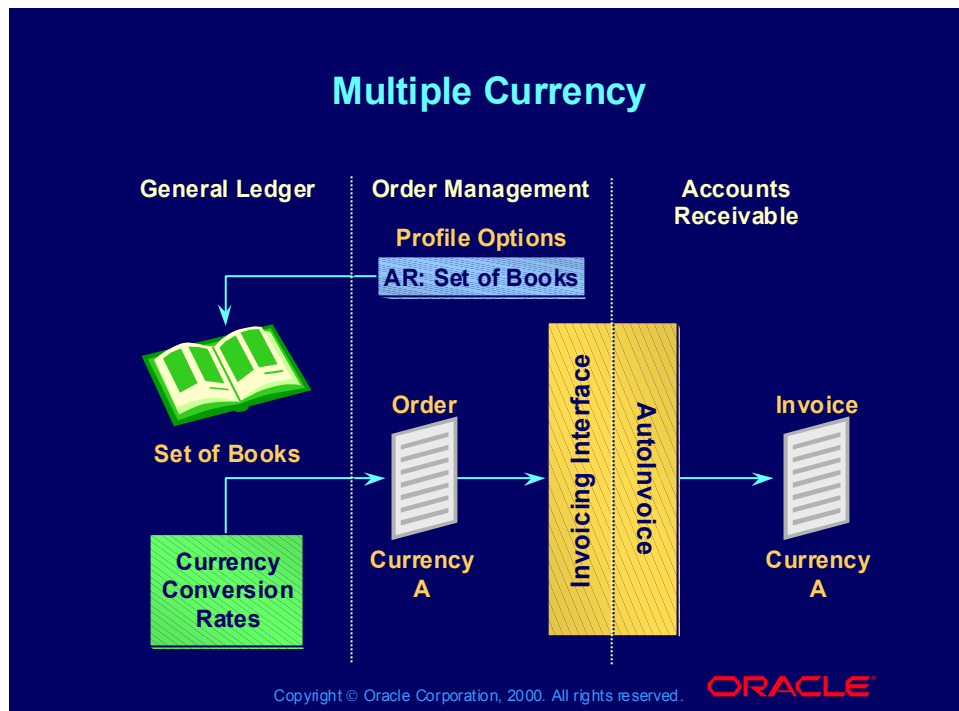 Multiple Currency
General Ledger
Order Management
Accounts
Receivable
Profile Options
AR: Set of Books
Set of Books
Currency
Conversion
Rates
Order
Currency
A
Invoicing Interface
AutoInvoice
Invoice
Currency
A
Copyright © Oracle Corporation, 2000. All rights reserved.
ORACLE®